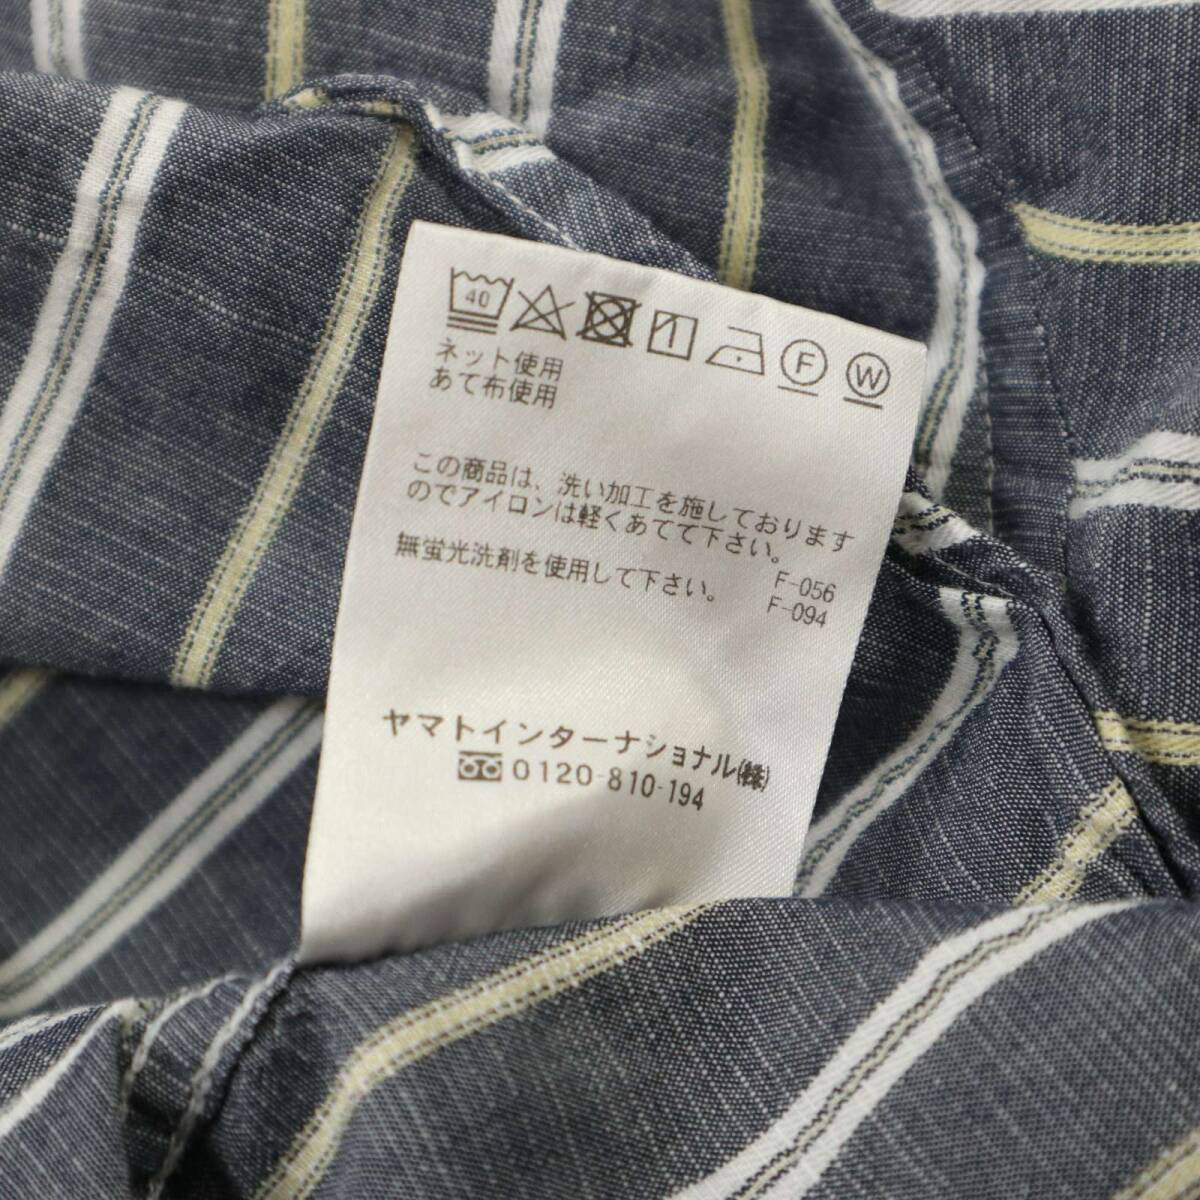 40 F W
ネット使用
あて布使用
この商品は、洗い加工を施しております
のでアイロンは軽くあてて下さい。
無蛍光洗剤を使用して下さい。
F-056
F-094
ヤマトインターナショナル(株)
0120-810-194